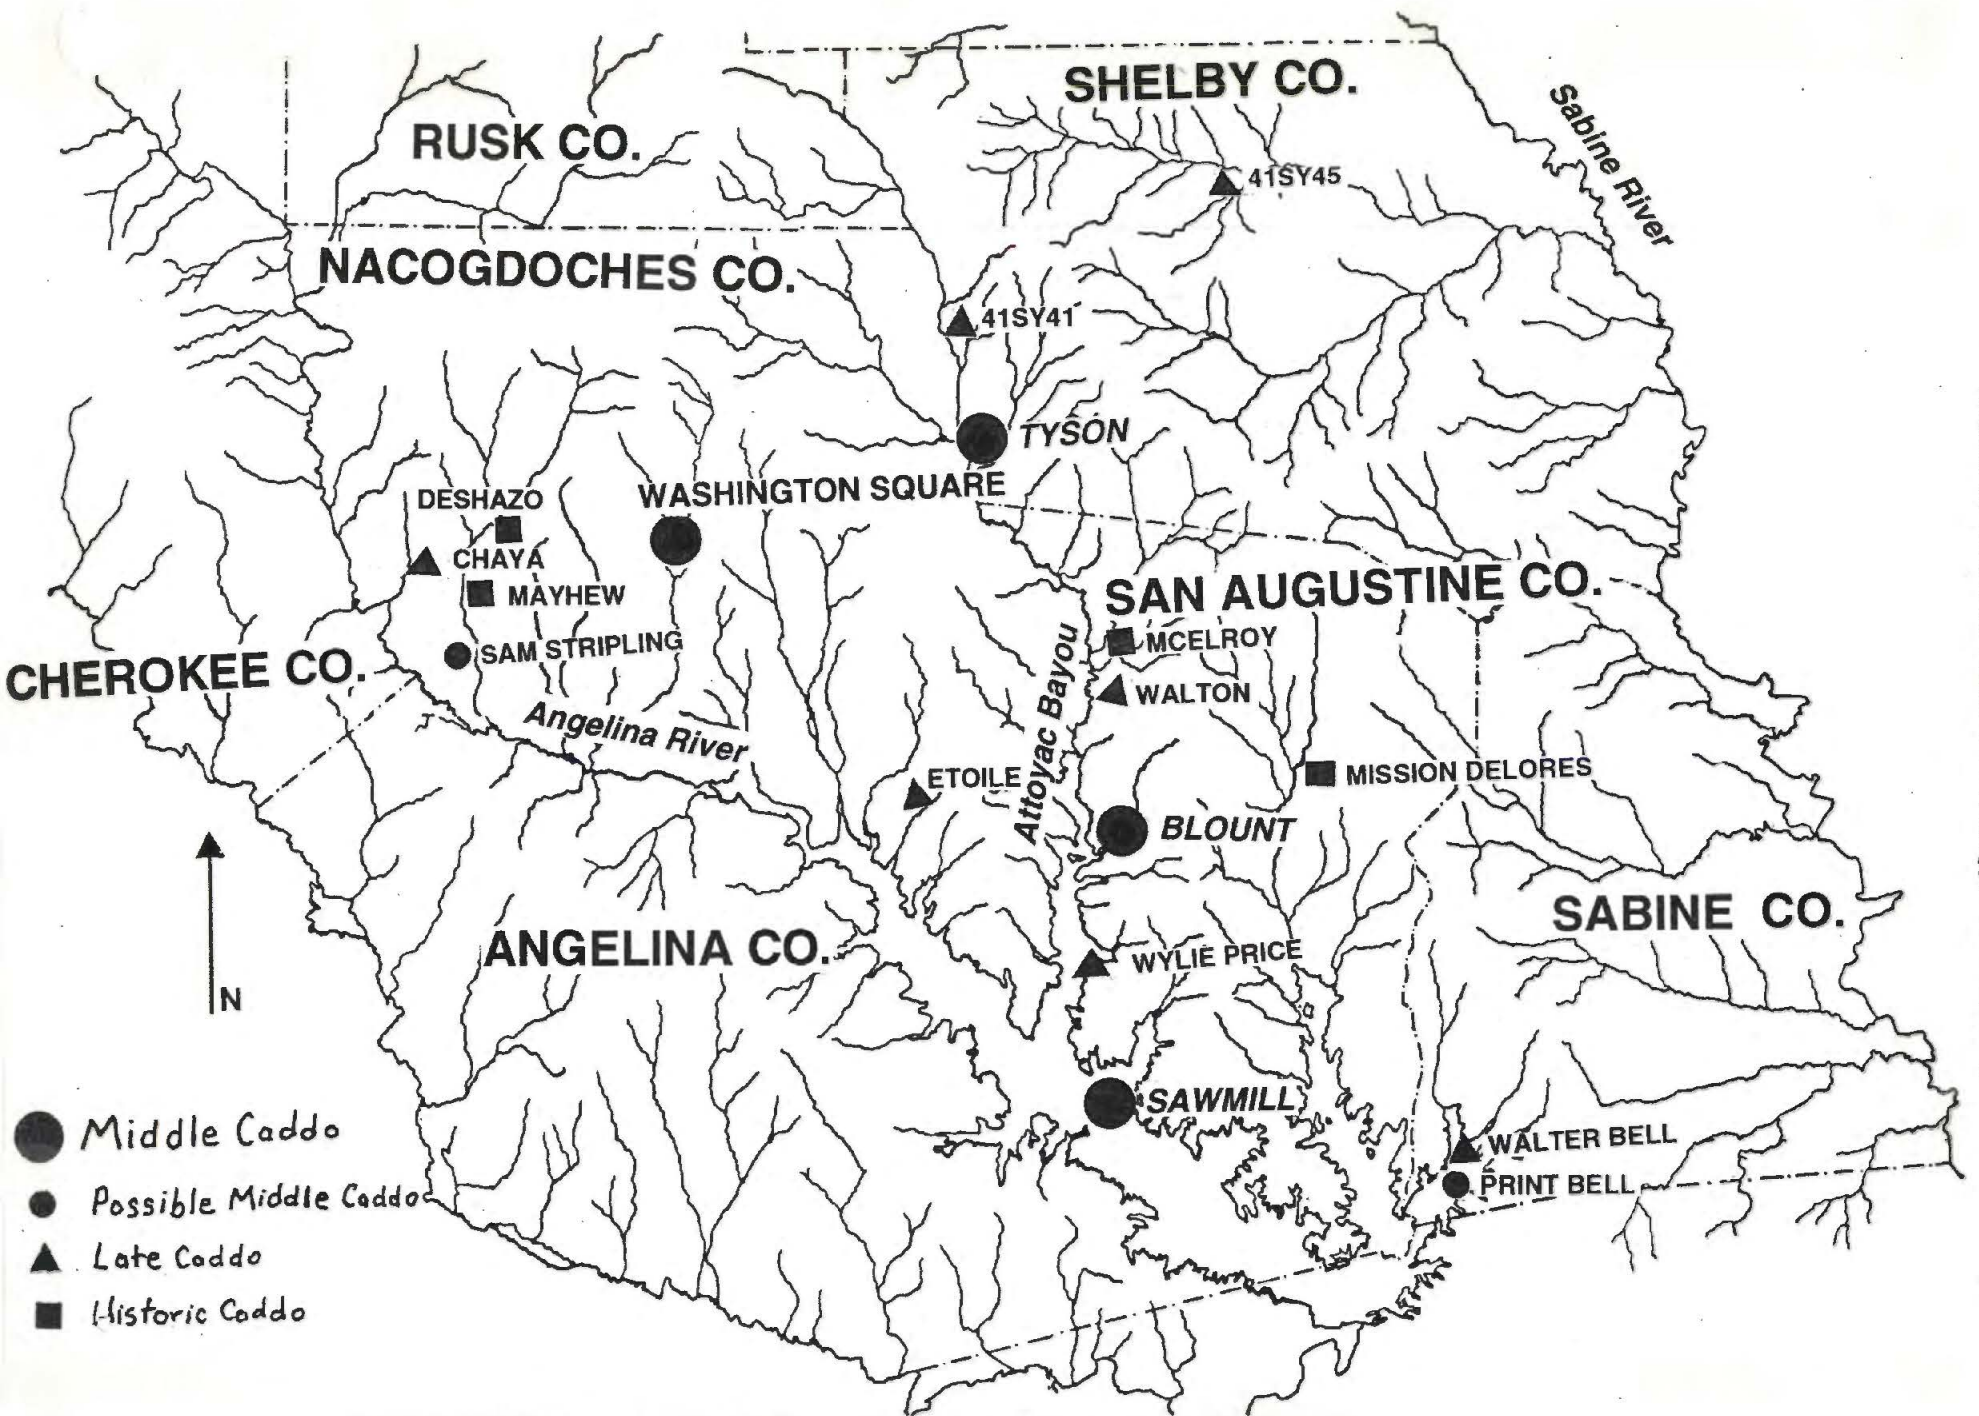 SHELBY CO.
Sabine River
RUSK CO.
41SY45
NACOGDOCHES CO.
41SY41
TYSON
WASHINGTON SQUARE
DESHAZO
CHAYA
MAYHEW
SAN AUGUSTINE CO.
SAM STRIPLING
MCELROY
CHEROKEE CO.
WALTON
Attoyac Bayou
Angelina River
ETOILE
MISSION DELORES
BLOUNT
SABINE CO.
ANGELINA CO.
WYLIE PRICE
N
SAWMILL
Middle Caddo
WALTER BELL
Possible Middle Caddo
PRINT BELL
Late Caddo
Historic Caddo